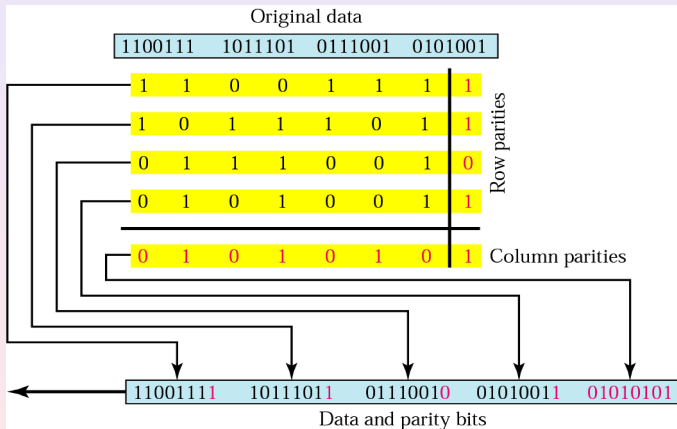 Original data
1100111 1011101 0111001 0101001
1 1 0 0 1 1 1 1
1 0 1 1 1 0 1 1
0 1 1 1 0 0 1 0
0 1 0 1 0 0 1 1
Row parities
0 1 0 1 0 1 0 1
Column parities
11001111 10111011 01110010 01010011 01010101
Data and parity bits